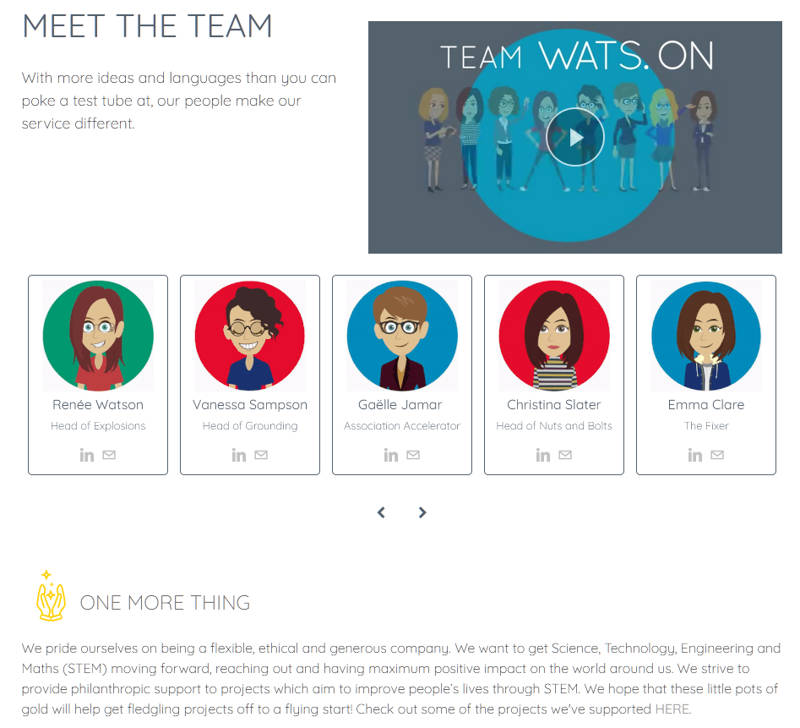 MEET THE TEAM
With more ideas and languages than you can
poke a test tube at, our people make our
service different.
TEAM WATS.ON
Renée Watson
Head of Explosions
Vanessa Sampson
Head of Grounding
Gaëlle Jamar
Association Accelerator
Christina Slater
Head of Nuts and Bolts
Emma Clare
The Fixer
in
in
in
in
in
ONE MORE THING
We pride ourselves on being a flexible, ethical and generous company. We want to get Science, Technology, Engineering and
Maths (STEM) moving forward, reaching out and having maximum positive impact on the world around us. We strive to
provide philanthropic support to projects which aim to improve people's lives through STEM. We hope that these little pots of
gold will help get fledgling projects off to a flying start! Check out some of the projects we've supported HERE.